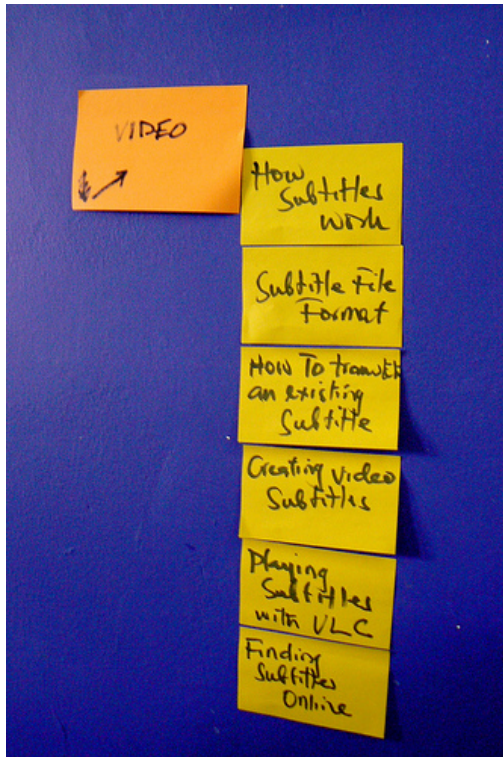 VIDEO
How
Subtitles
work
Subtitle File
Format
HOW TO
an existing
Subtitle
Creating Video
Subtitles
Playing
Subtitles
with VLC
Finding
Subtitles
Online